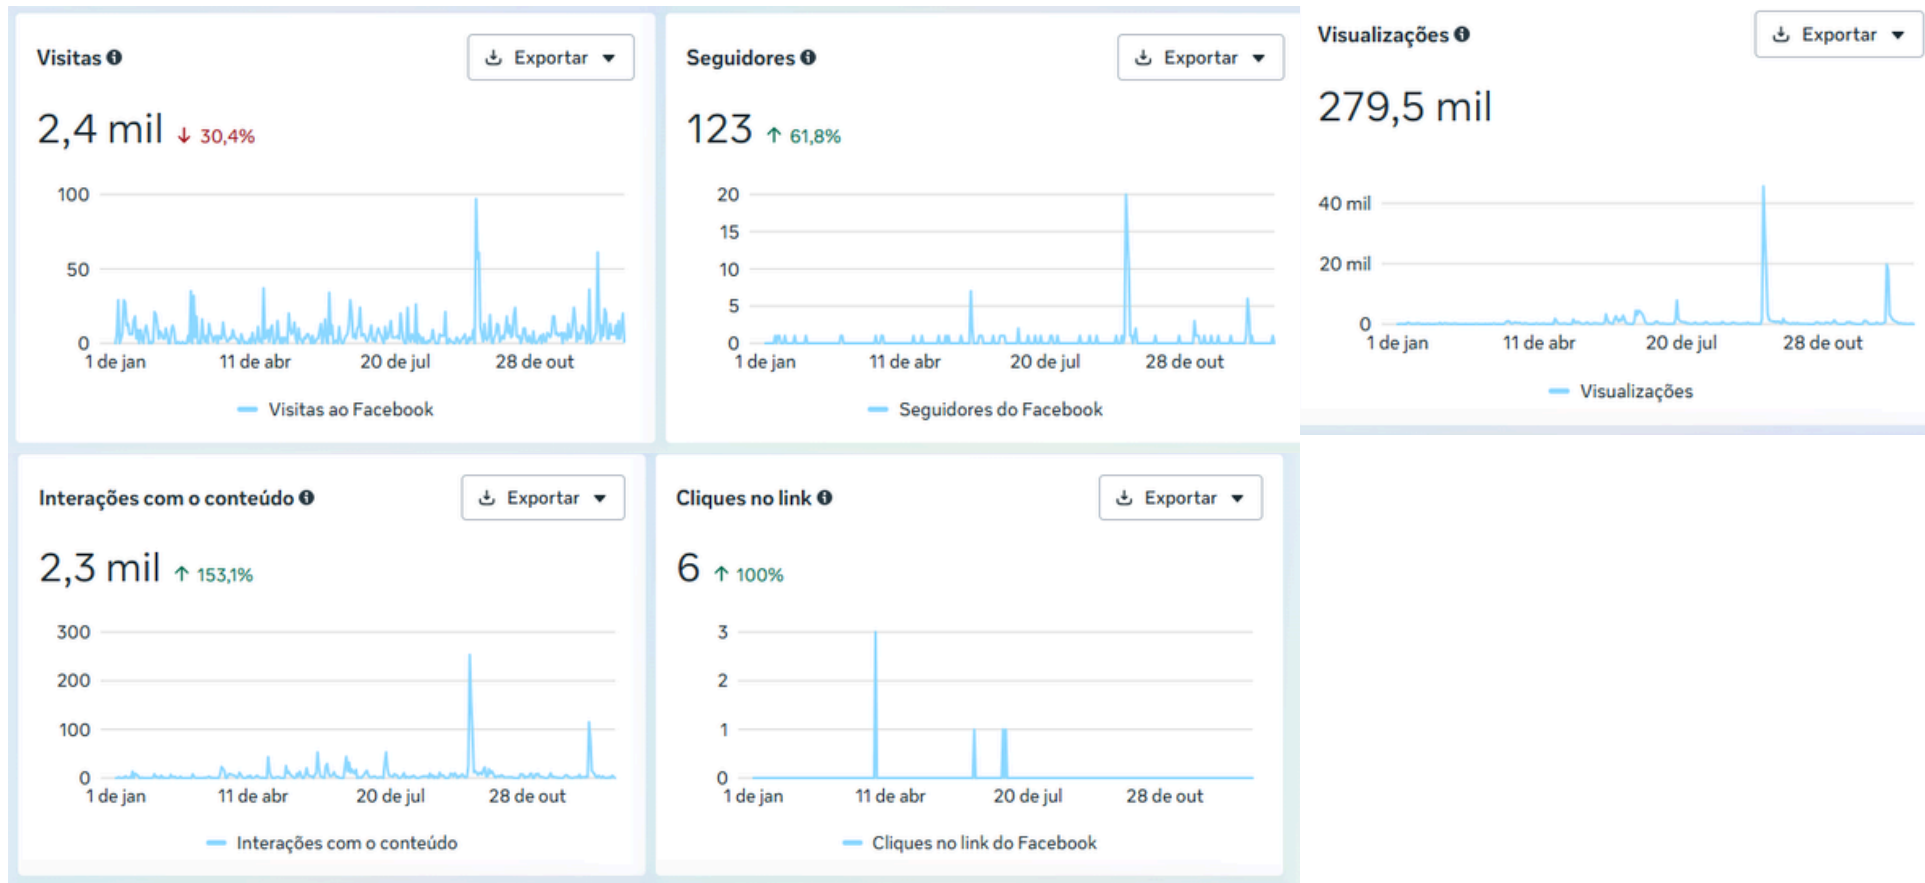 Visitas
Exportar
2,4 mil ↓ 30,4%
100
50
0
1 de jan 11 de abr 20 de jul 28 de out
Visitas ao Facebook
Seguidores
Exportar
123 ↑ 61,8%
20
15
10
5
0
1 de jan 11 de abr 20 de jul 28 de out
Seguidores do Facebook
Visualizações
Exportar
279,5 mil
40 mil
20 mil
0
1 de jan 11 de abr 20 de jul 28 de out
Visualizações
Interações com o conteúdo
Exportar
2,3 mil ↑ 153,1%
300
200
100
0
1 de jan 11 de abr 20 de jul 28 de out
Interações com o conteúdo
Cliques no link
Exportar
6 ↑ 100%
3
2
1
0
1 de jan 11 de abr 20 de jul 28 de out
Cliques no link do Facebook